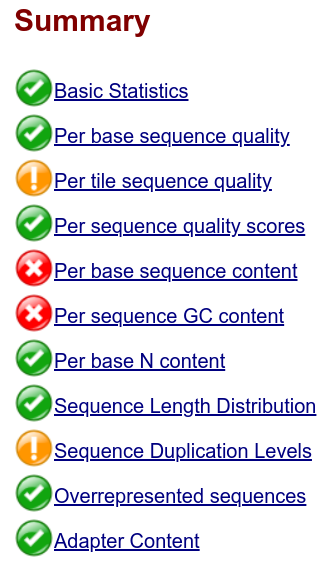 Summary
Basic Statistics
Per base sequence quality
Per tile sequence quality
Per sequence quality scores
Per base sequence content
Per sequence GC content
Per base N content
Sequence Length Distribution
Sequence Duplication Levels
Overrepresented sequences
Adapter Content